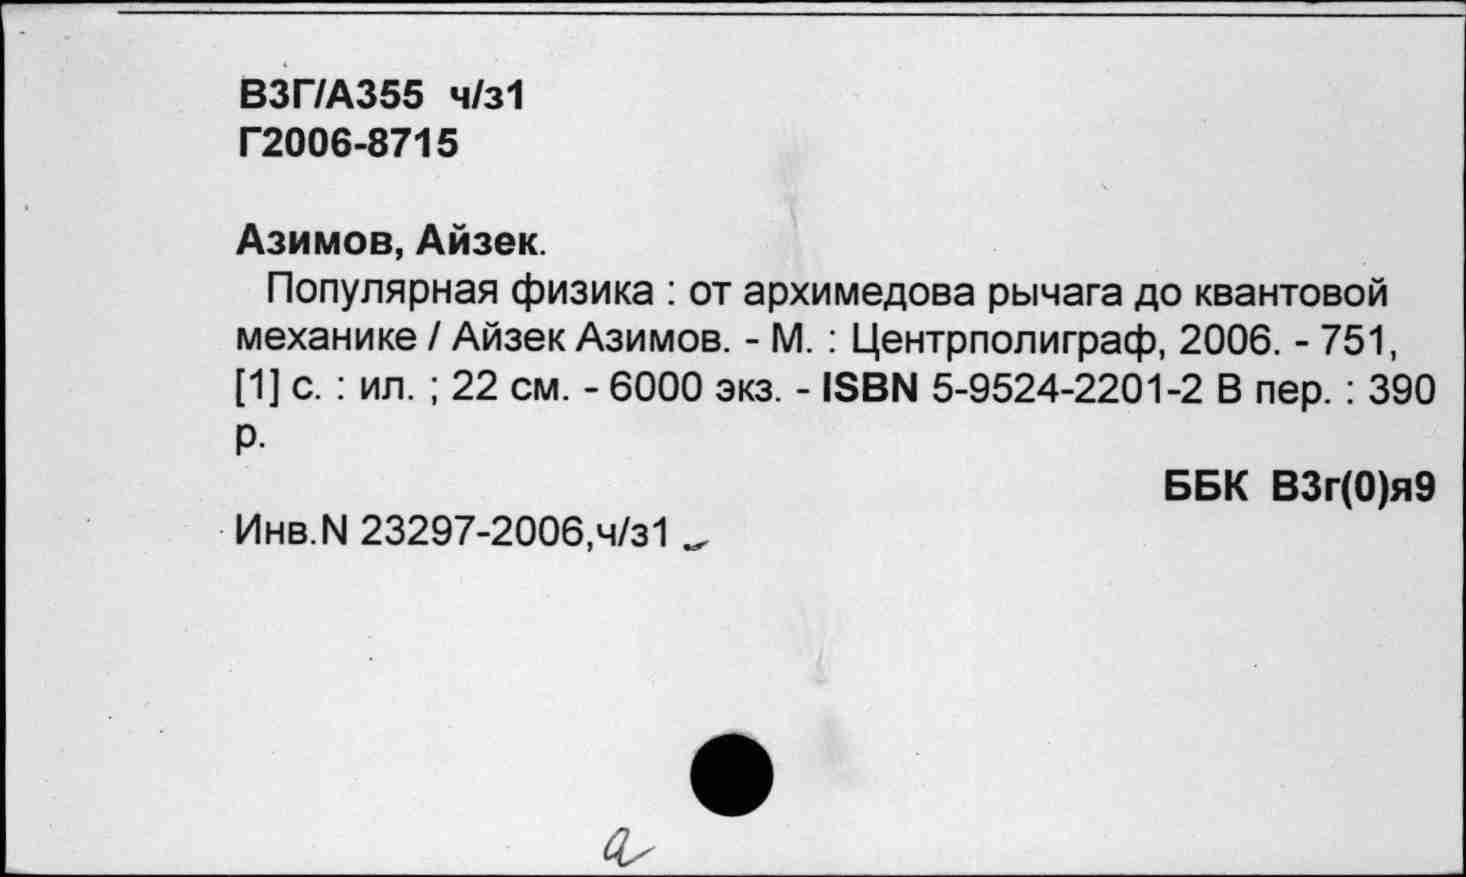 ВЗГ/А355 ч/з1
Г2006-8715
Азимов, Айзек.
Популярная физика : от архимедова рычага до квантовой
механике / Айзек Азимов. - М. : Центрполиграф, 2006. - 751,
[1] с. : ил. ; 22 см. - 6000 экз. - ISBN 5-9524-2201-2 В пер. : 390
р.
ББК В3г(0)я9
Инв.N 23297-2006,ч/з1
а